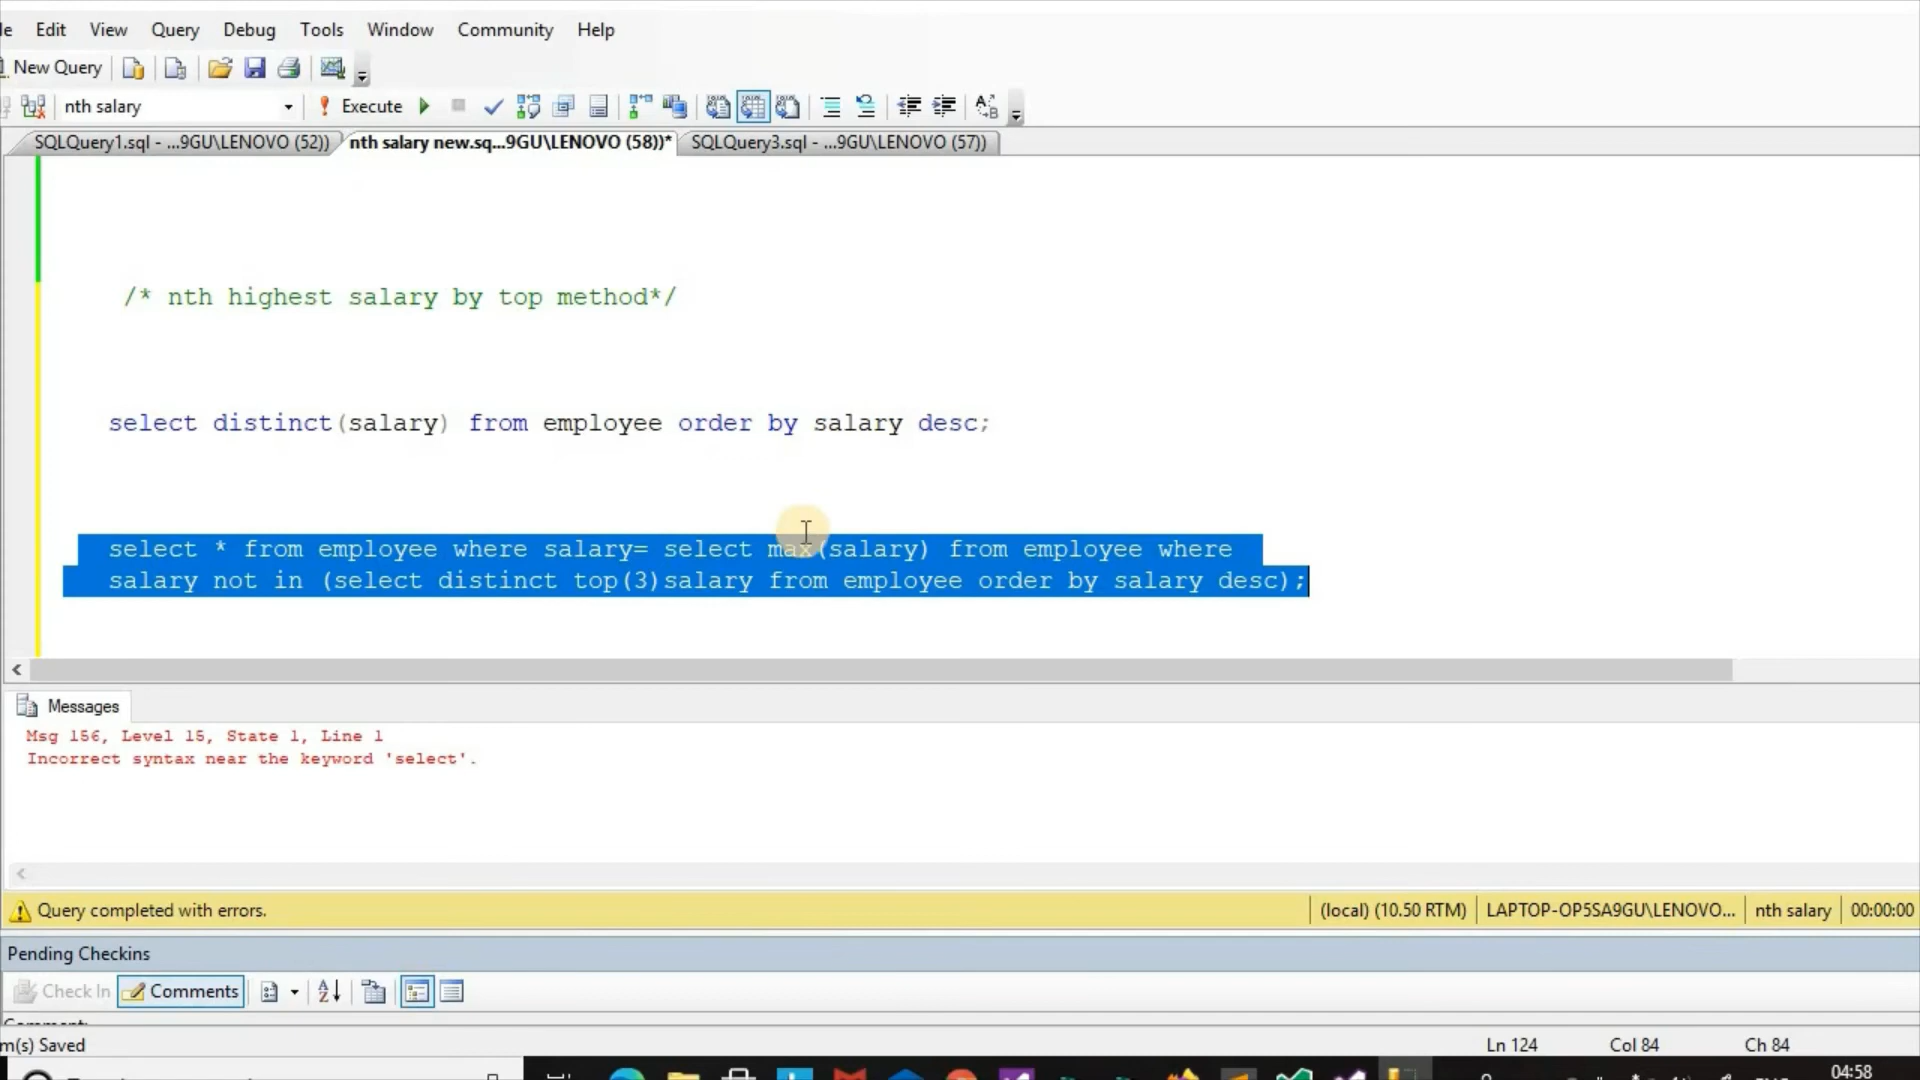 Edit View Query Debug Tools Window Community Help
New Query
nth salary Execute
SQLQuery1.sql - ...9GU\LENOVO (52)) nth salary new.sq...9GU\LENOVO (58))* SQLQuery3.sql - ...9GU\LENOVO (57))
/* nth highest salary by top method*/
select distinct(salary) from employee order by salary desc;
select * from employee where salary= select max(salary) from employee where
salary not in (select distinct top(3)salary from employee order by salary desc);
Messages
Msg 156, Level 15, State 1, Line 1
Incorrect syntax near the keyword 'select'.
Query completed with errors. (local) (10.50 RTM) LAPTOP-OP5SA9GU\LENOVO... nth salary 00:00:00
Pending Checkins
Check In Comments
m(s) Saved Ln 124 Col 84 Ch 84
04:58